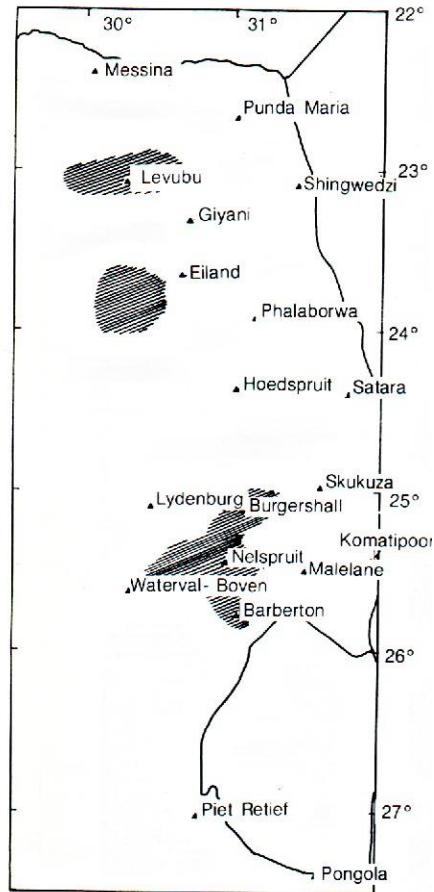 30° 31° 22°
Messina
Punda Maria
23°
Levubu
Shingwedzi
Giyani
Eiland
Phalaborwa
24°
Hoedspruit
Satara
Skukuza
25°
Lydenburg
Burgershall
Komatipoor
Nelspruit
Malelane
Waterval-Boven
Barberton
26°
Piet Retief
27°
Pongola